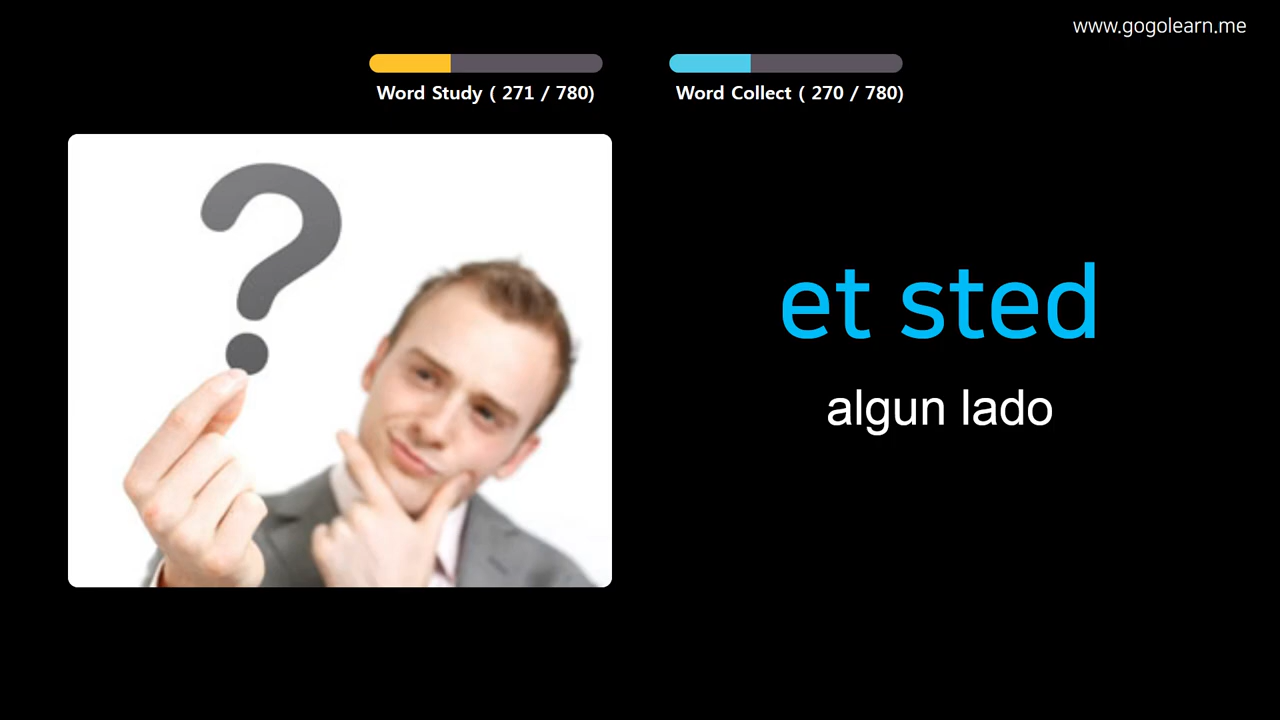 www.gogolearn.me
Word Study ( 271 / 780)
Word Collect ( 270 / 780)
?
et sted
algun lado